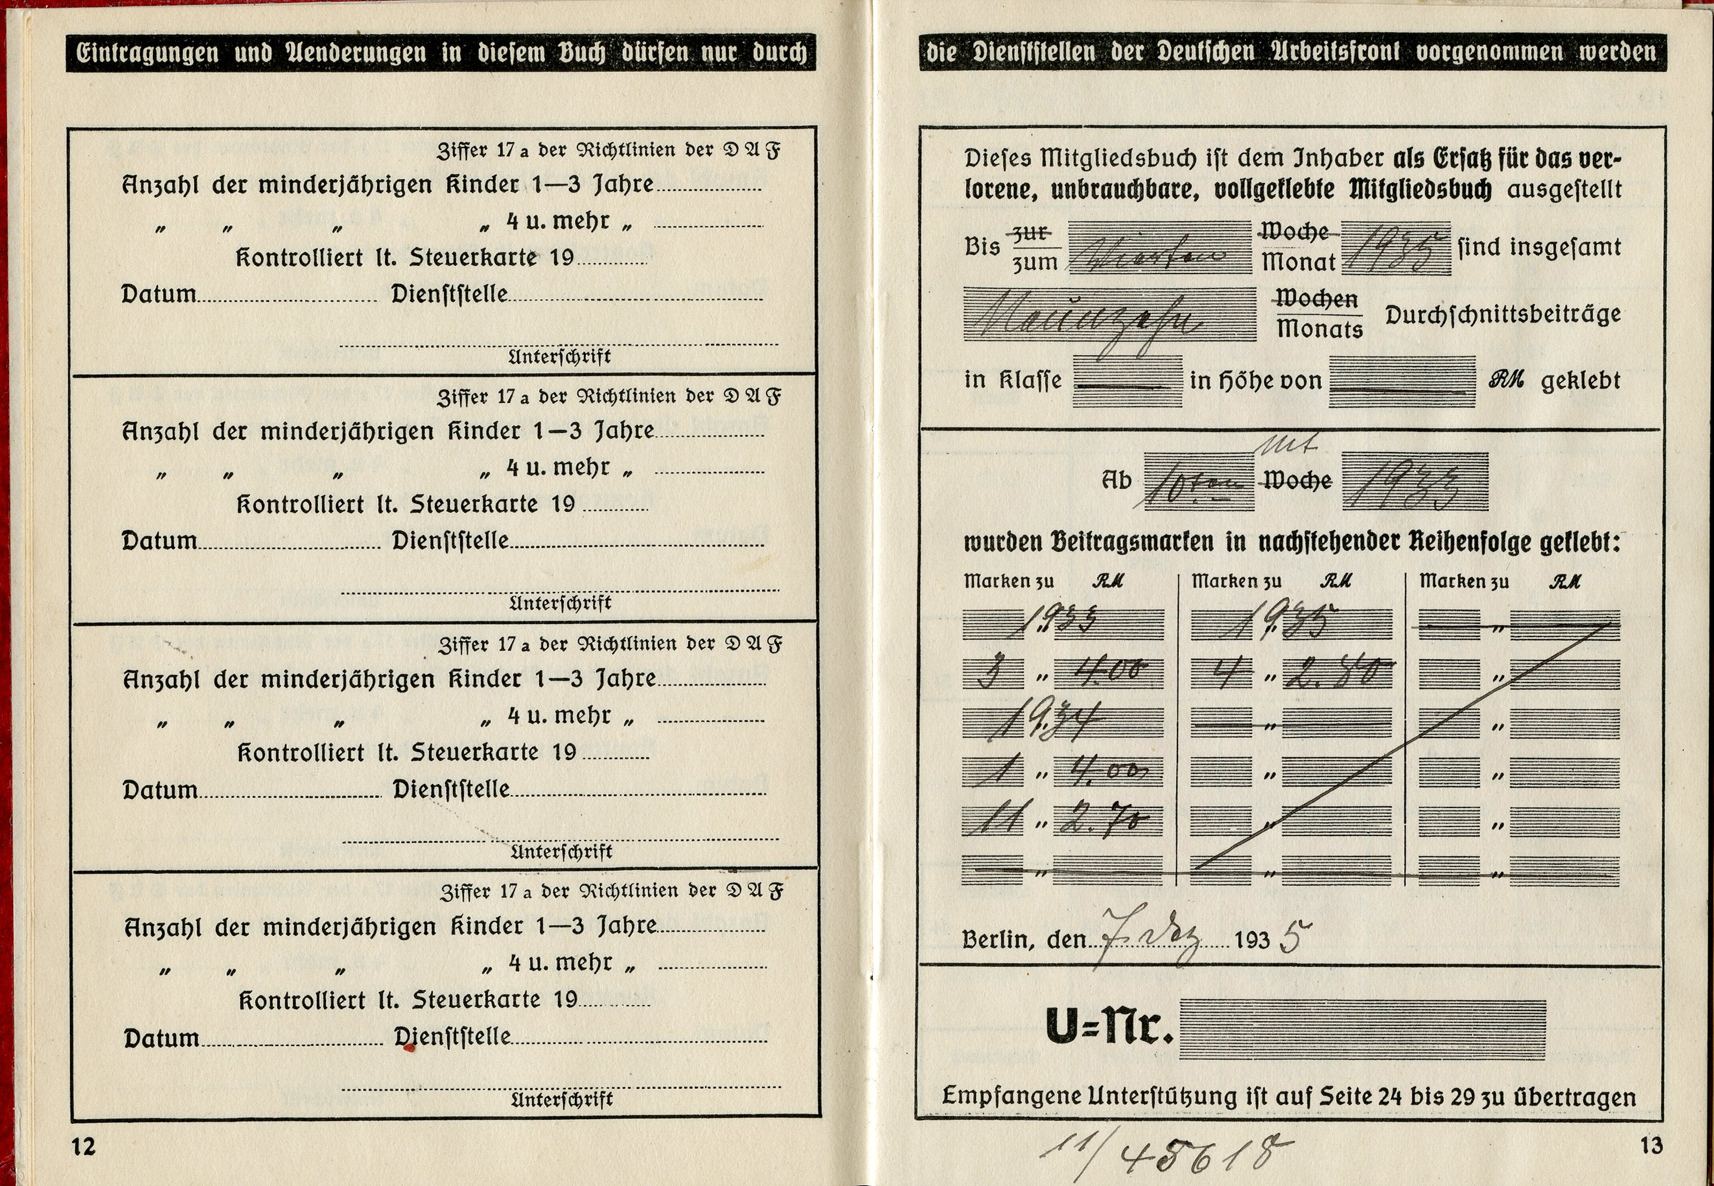 Eintragungen und Aenderungen in diesem Buch dürfen nur durch
Ziffer 17 a der Richtlinien der D A F
Anzahl der minderjährigen Kinder 1—3 Jahre
„ „ „ „ 4 u. mehr „
Kontrolliert lt. Steuerkarte 19
Datum Dienststelle
Unterschrift
Ziffer 17 a der Richtlinien der D A F
Anzahl der minderjährigen Kinder 1—3 Jahre
„ „ „ 4 u. mehr „
Kontrolliert lt. Steuerkarte 19
Datum Dienststelle
Unterschrift
Ziffer 17 a der Richtlinien der D A F
Anzahl der minderjährigen Kinder 1—3 Jahre
„ „ „ „ 4 u. mehr „
Kontrolliert lt. Steuerkarte 19
Datum Dienststelle
Unterschrift
Ziffer 17 a der Richtlinien der D A F
Anzahl der minderjährigen Kinder 1—3 Jahre
„ „ „ „ 4 u. mehr „
Kontrolliert lt. Steuerkarte 19
Datum Dienststelle
Unterschrift
12
die Dienststellen der Deutschen Arbeitsfront vorgenommen werden
Dieses Mitgliedsbuch ist dem Inhaber als Ersatz für das ver-
lorene, unbrauchbare, vollgeklebte Mitgliedsbuch ausgestellt
Bis zur Woche
zum Vierten Monat 1935 sind insgesamt
Neunzehn Wochen
Monats Durchschnittsbeiträge
in Klasse — in Höhe von — RM geklebt
Mt
Ab 10ten Woche 1933
wurden Beitragsmarken in nachstehender Reihenfolge geklebt:
Marken zu RM Marken zu RM Marken zu RM
1933 1935 „
3 „ 4.00 4 „ 2.80 „
1934 „ „
1 „ 4.00 „ „
11 „ 2.70 „ „
„ „ „
Berlin, den 7. Dez 1935
U=Nr.
Empfangene Unterstützung ist auf Seite 24 bis 29 zu übertragen
11/45618
13